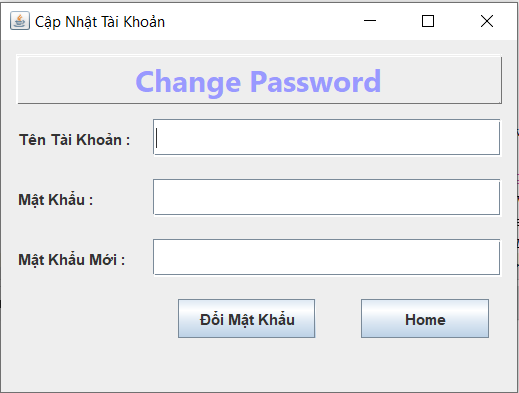 Cập Nhật Tài Khoản
Change Password
Tên Tài Khoản :
Mật Khẩu :
Mật Khẩu Mới :
Đổi Mật Khẩu
Home